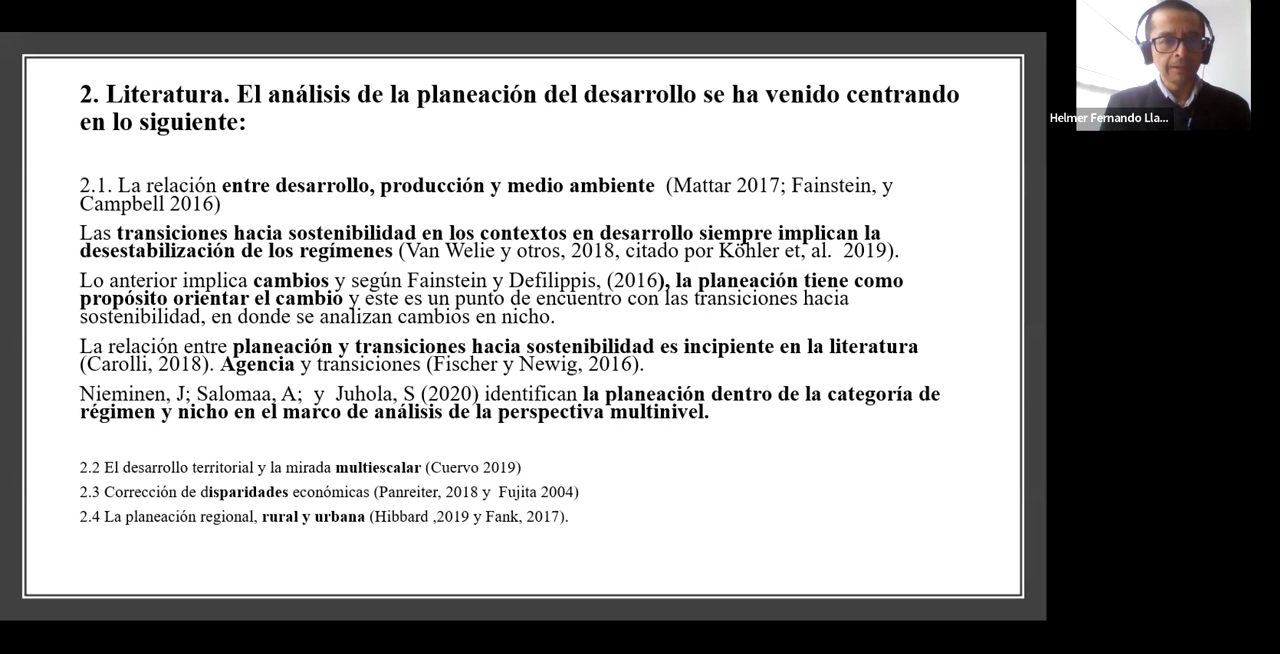 2. Literatura. El análisis de la planeación del desarrollo se ha venido centrando
en lo siguiente:
2.1. La relación entre desarrollo, producción y medio ambiente (Mattar 2017; Fainstein, y
Campbell 2016)
Las transiciones hacia sostenibilidad en los contextos en desarrollo siempre implican la
desestabilización de los regímenes (Van Welie y otros, 2018, citado por Köhler et, al. 2019).
Lo anterior implica cambios y según Fainstein y Defilippis, (2016), la planeación tiene como
propósito orientar el cambio y este es un punto de encuentro con las transiciones hacia
sostenibilidad, en donde se analizan cambios en nicho.
La relación entre planeación y transiciones hacia sostenibilidad es incipiente en la literatura
(Carolli, 2018). Agencia y transiciones (Fischer y Newig, 2016).
Nieminen, J; Salomaa, A; y Juhola, S (2020) identifican la planeación dentro de la categoría de
régimen y nicho en el marco de análisis de la perspectiva multinivel.
2.2 El desarrollo territorial y la mirada multiescalar (Cuervo 2019)
2.3 Corrección de disparidades económicas (Panreiter, 2018 y Fujita 2004)
2.4 La planeación regional, rural y urbana (Hibbard ,2019 y Fank, 2017).
Helmer Fernando Lla...